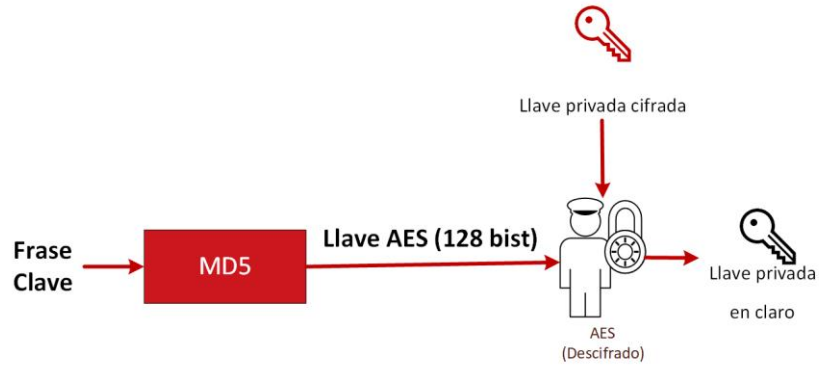 Llave privada cifrada
Frase
Clave
MD5
Llave AES (128 bist)
Llave privada
en claro
AES
(Descifrado)